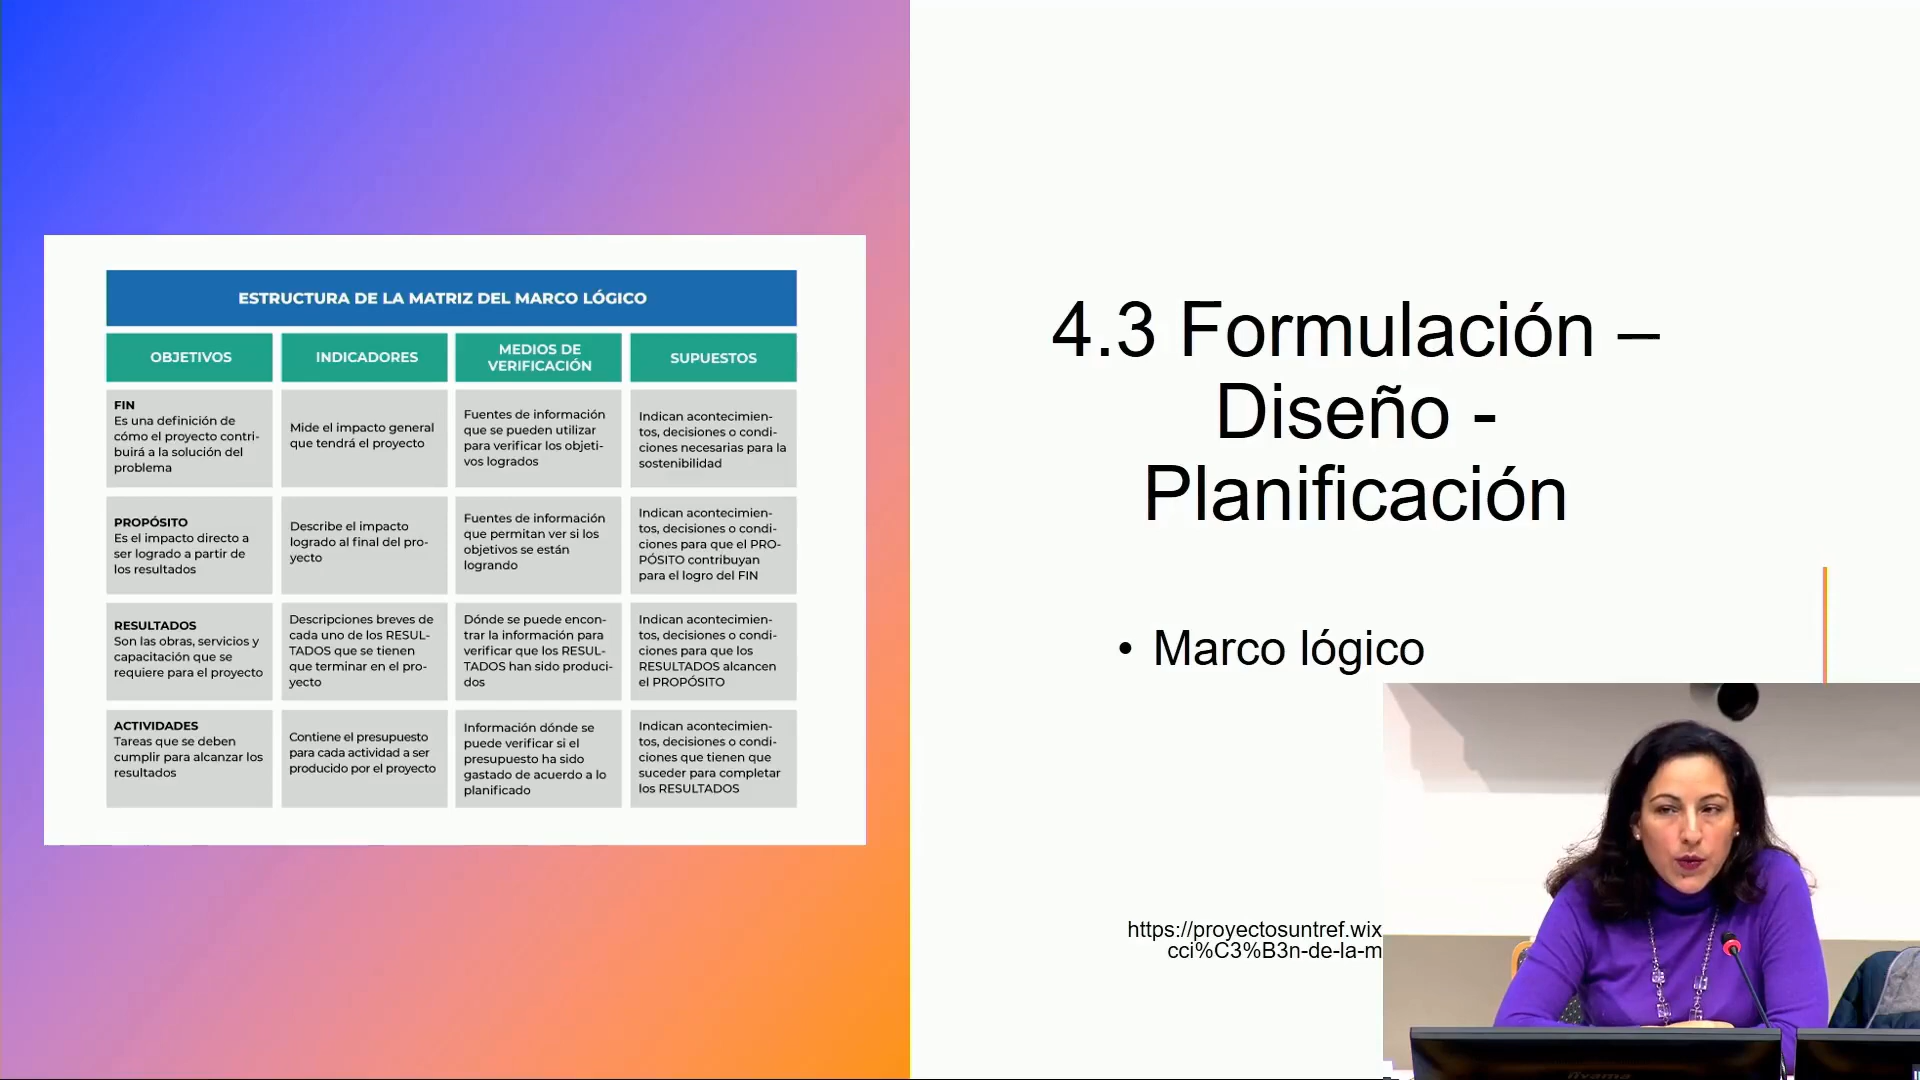 ESTRUCTURA DE LA MATRIZ DEL MARCO LÓGICO
OBJETIVOS
INDICADORES
MEDIOS DE
VERIFICACIÓN
SUPUESTOS
FIN
Es una definición de
cómo el proyecto contri-
buirá a la solución del
problema
Mide el impacto general
que tendrá el proyecto
Fuentes de información
que se pueden utilizar
para verificar los objeti-
vos logrados
Indican acontecimien-
tos, decisiones o condi-
ciones necesarias para la
sostenibilidad
PROPÓSITO
Es el impacto directo a
ser logrado a partir de
los resultados
Describe el impacto
logrado al final del pro-
yecto
Fuentes de información
que permitan ver si los
objetivos se están
logrando
Indican acontecimien-
tos, decisiones o condi-
ciones para que el PRO-
PÓSITO contribuyan
para el logro del FIN
RESULTADOS
Son las obras, servicios y
capacitación que se
requiere para el proyecto
Descripciones breves de
cada uno de los RESUL-
TADOS que se tienen
que terminar en el pro-
yecto
Dónde se puede encon-
trar la información para
verificar que los RESUL-
TADOS han sido produci-
dos
Indican acontecimien-
tos, decisiones o condi-
ciones para que los
RESULTADOS alcancen
el PROPÓSITO
ACTIVIDADES
Tareas que se deben
cumplir para alcanzar los
resultados
Contiene el presupuesto
para cada actividad a ser
producido por el proyecto
Información dónde se
puede verificar si el
presupuesto ha sido
gastado de acuerdo a lo
planificado
Indican acontecimien-
tos, decisiones o condi-
ciones que tienen que
suceder para completar
los RESULTADOS
4.3 Formulación –
Diseño -
Planificación
• Marco lógico
https://proyectosuntref.wix
cci%C3%B3n-de-la-m
iiyama